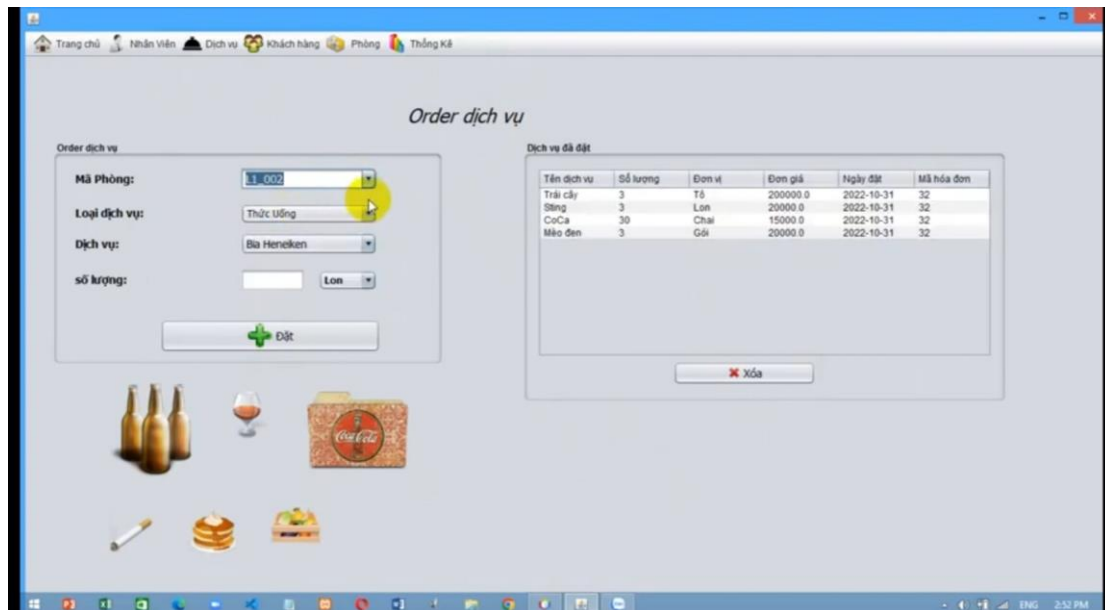 Trang chủ Nhân Viên Dịch vụ Khách hàng Phòng Thống Kê
Order dịch vụ
Order dịch vụ
Mã Phòng: L1_002
Loại dịch vụ: Thức Uống
Dịch vụ: Bia Heneiken
số lượng: Lon
Đặt
Dịch vụ đã đặt
Tên dịch vụ Số lượng Đơn vị Đơn giá Ngày đặt Mã hóa đơn
Trái cây 3 Tô 200000.0 2022-10-31 32
Sting 3 Lon 20000.0 2022-10-31 32
CoCa 30 Chai 15000.0 2022-10-31 32
Mèo đen 3 Gói 20000.0 2022-10-31 32
Xóa
Coca-Cola
ENG 2:52 PM